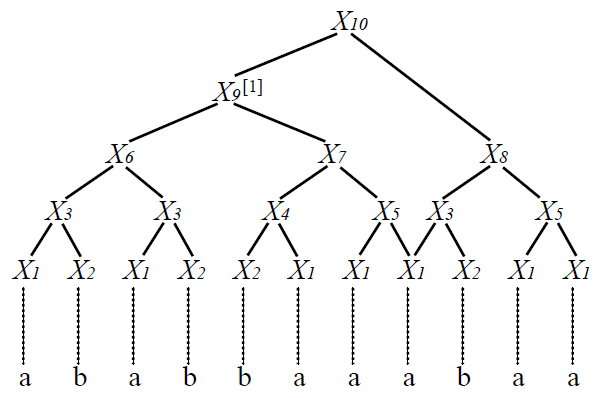 X10
X9[1]
X6 X7 X8
X3 X3 X4 X5 X3 X5
X1 X2 X1 X2 X2 X1 X1 X1 X2 X1 X1
a b a b b a a a b a a